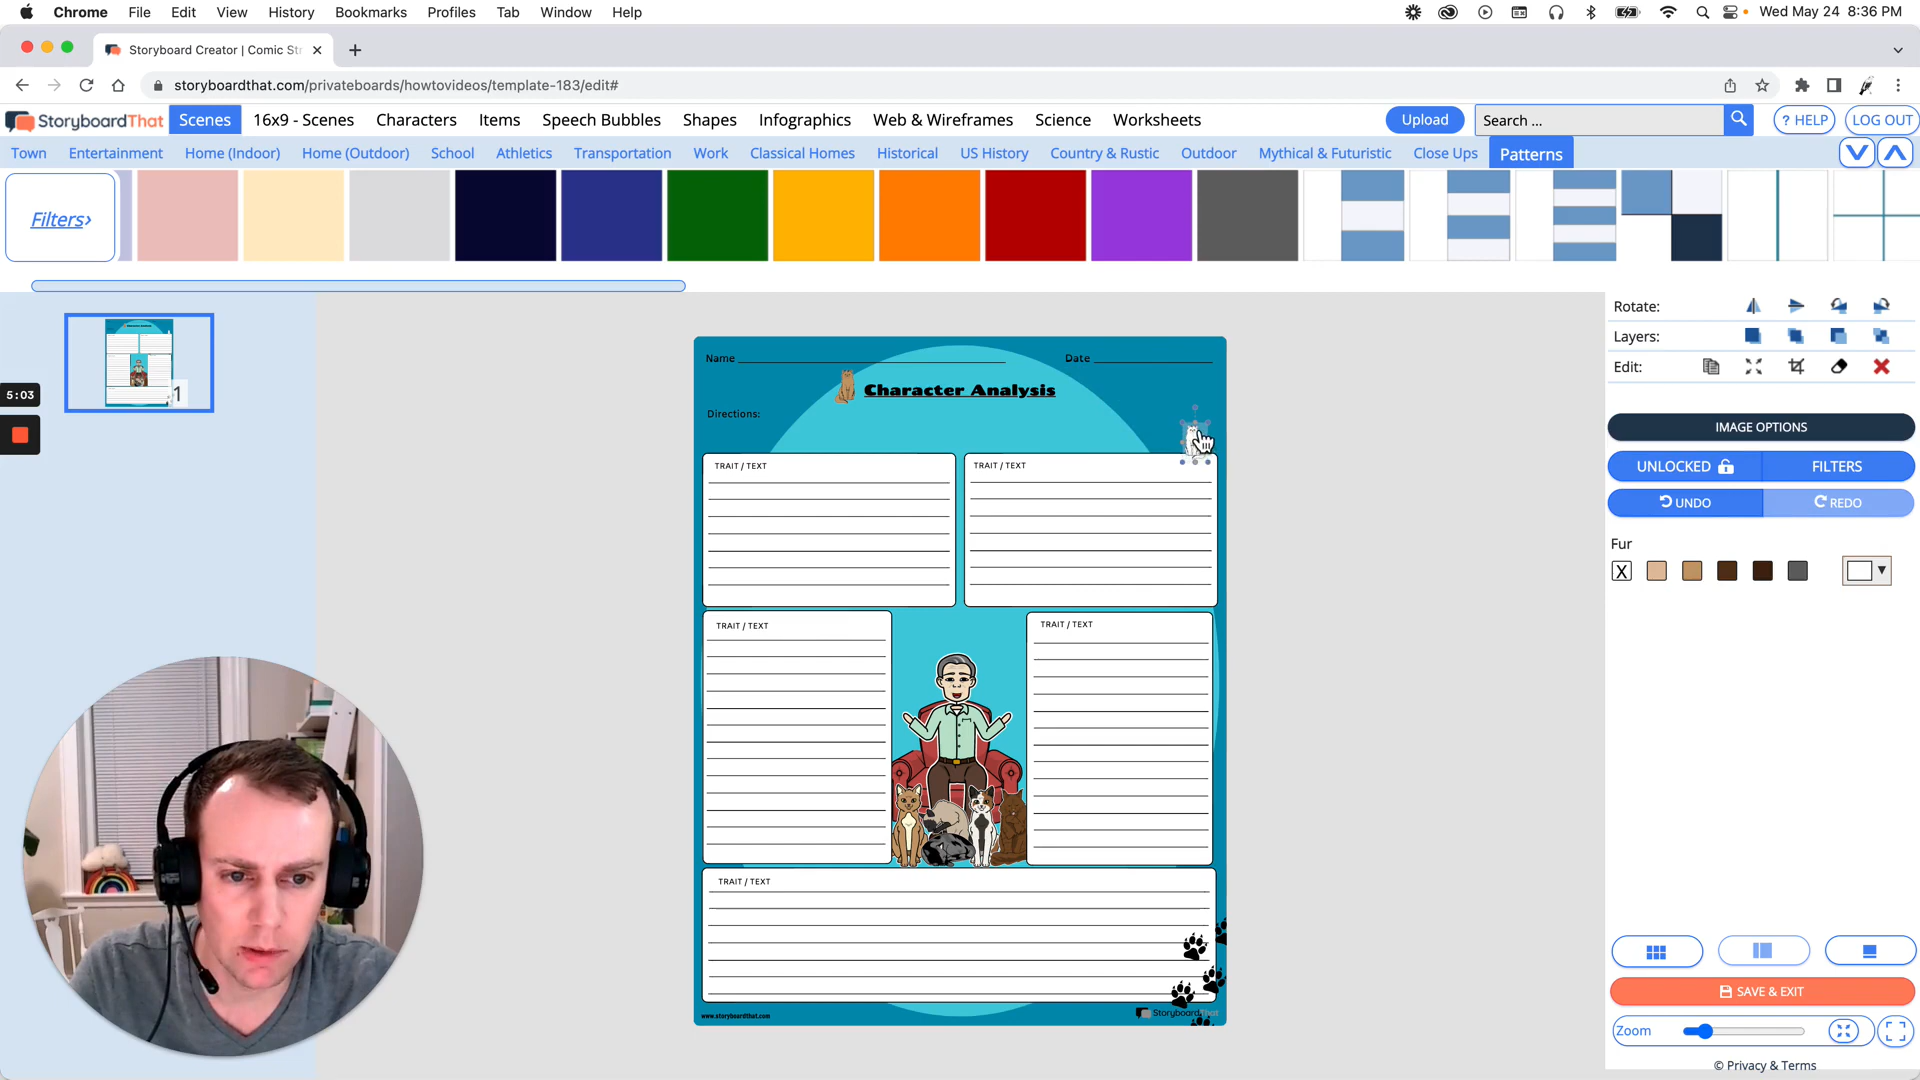 Chrome File Edit View History Bookmarks Profiles Tab Window Help
Wed May 24 8:36 PM
Storyboard Creator | Comic St
storyboardthat.com/privateboards/howtovideos/template-183/edit#
StoryboardThat
Scenes 16x9 - Scenes Characters Items Speech Bubbles Shapes Infographics Web & Wireframes Science Worksheets
Upload Search ... ? HELP LOG OUT
Town Entertainment Home (Indoor) Home (Outdoor) School Athletics Transportation Work Classical Homes Historical US History Country & Rustic Outdoor Mythical & Futuristic Close Ups Patterns
Filters›
Rotate:
Layers:
Edit:
5:03
1
IMAGE OPTIONS
UNLOCKED FILTERS
UNDO REDO
Fur
X
Name Date
Character Analysis
Directions:
TRAIT / TEXT TRAIT / TEXT
TRAIT / TEXT TRAIT / TEXT
TRAIT / TEXT
www.storyboardthat.com StoryboardThat
SAVE & EXIT
Zoom
© Privacy & Terms